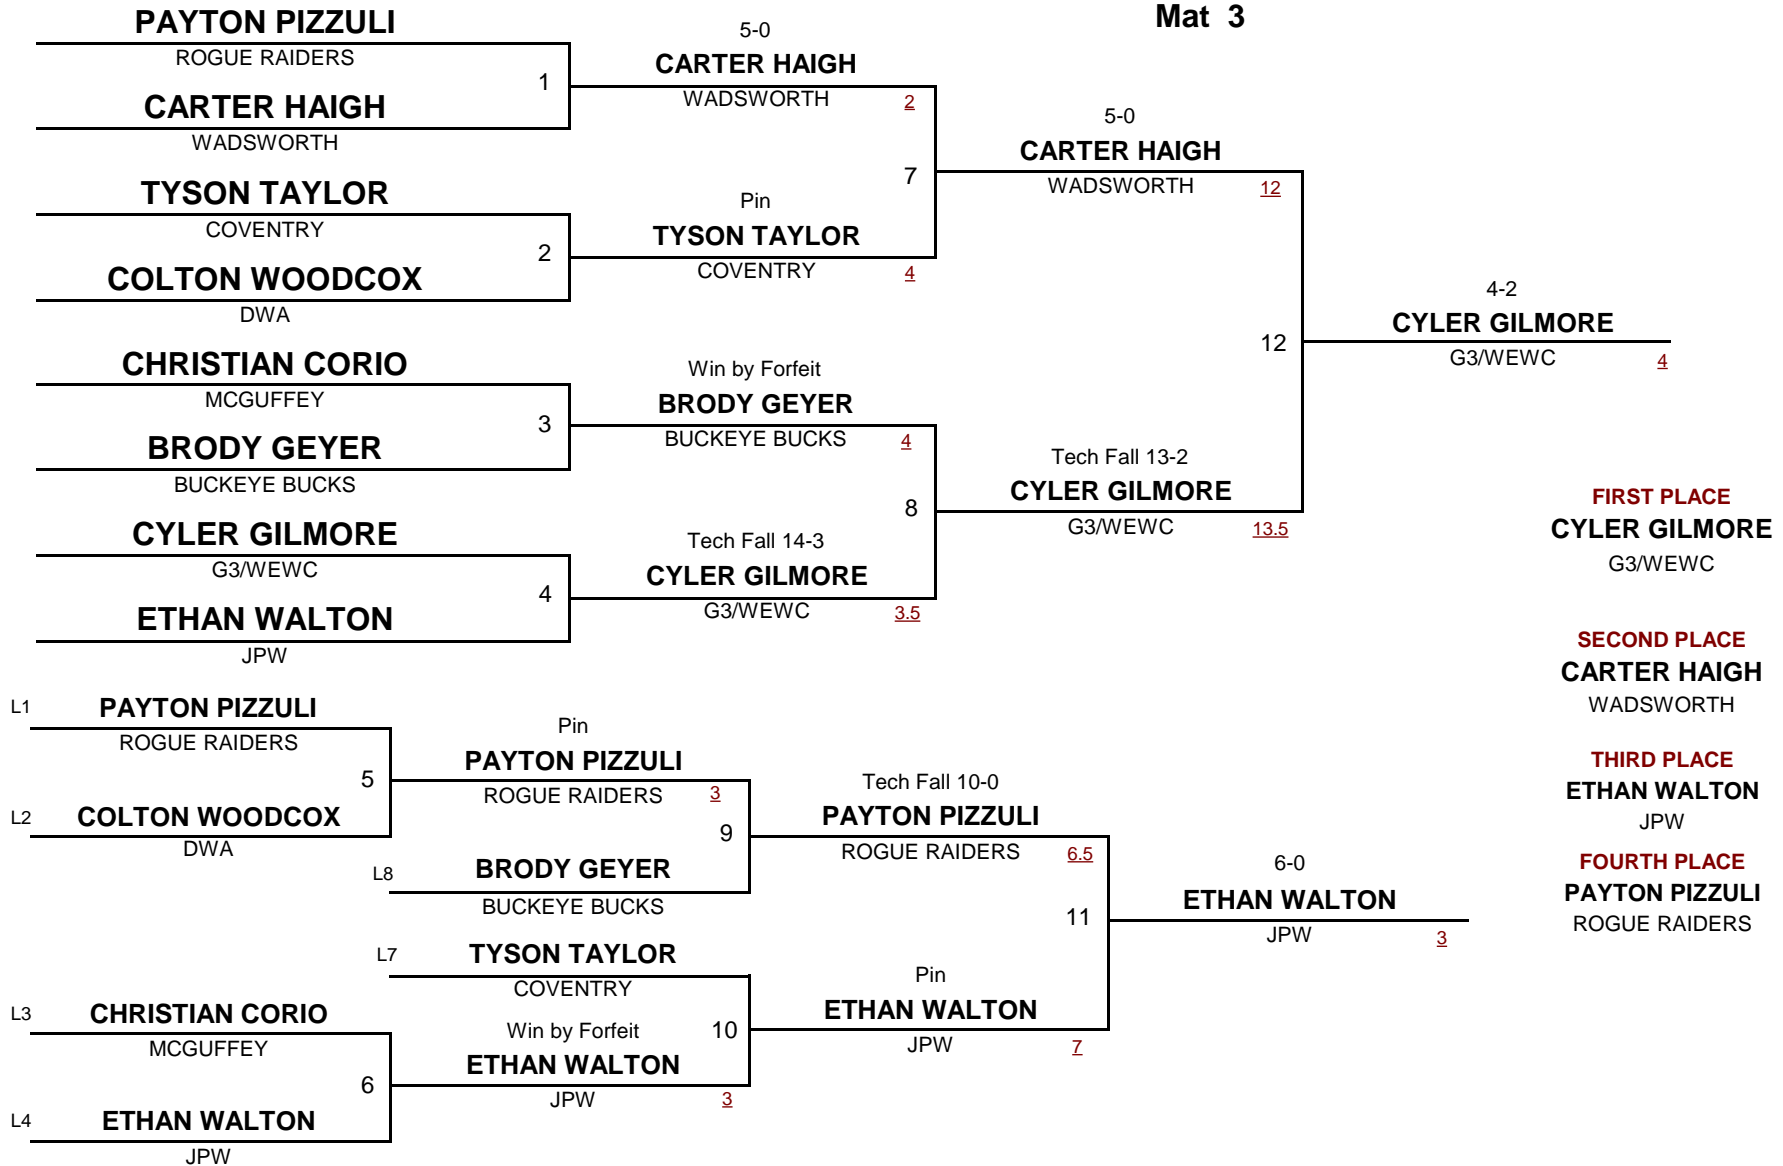 Mat 3
PAYTON PIZZULI
ROGUE RAIDERS
1
CARTER HAIGH
WADSWORTH
TYSON TAYLOR
COVENTRY
2
COLTON WOODCOX
DWA
CHRISTIAN CORIO
MCGUFFEY
3
BRODY GEYER
BUCKEYE BUCKS
CYLER GILMORE
G3/WEWC
4
ETHAN WALTON
JPW
5-0
CARTER HAIGH
WADSWORTH 2
7
Pin
TYSON TAYLOR
COVENTRY 4
Win by Forfeit
BRODY GEYER
BUCKEYE BUCKS 4
8
Tech Fall 14-3
CYLER GILMORE
G3/WEWC 3.5
5-0
CARTER HAIGH
WADSWORTH 12
12
Tech Fall 13-2
CYLER GILMORE
G3/WEWC 13.5
4-2
CYLER GILMORE
G3/WEWC 4
L1 PAYTON PIZZULI
ROGUE RAIDERS
5
L2 COLTON WOODCOX
DWA
L3 CHRISTIAN CORIO
MCGUFFEY
6
L4 ETHAN WALTON
JPW
Pin
PAYTON PIZZULI
ROGUE RAIDERS 3
9
L8 BRODY GEYER
BUCKEYE BUCKS
L7 TYSON TAYLOR
COVENTRY
10
Win by Forfeit
ETHAN WALTON
JPW 3
Tech Fall 10-0
PAYTON PIZZULI
ROGUE RAIDERS 6.5
11
Pin
ETHAN WALTON
JPW 7
6-0
ETHAN WALTON
JPW 3
FIRST PLACE
CYLER GILMORE
G3/WEWC
SECOND PLACE
CARTER HAIGH
WADSWORTH
THIRD PLACE
ETHAN WALTON
JPW
FOURTH PLACE
PAYTON PIZZULI
ROGUE RAIDERS